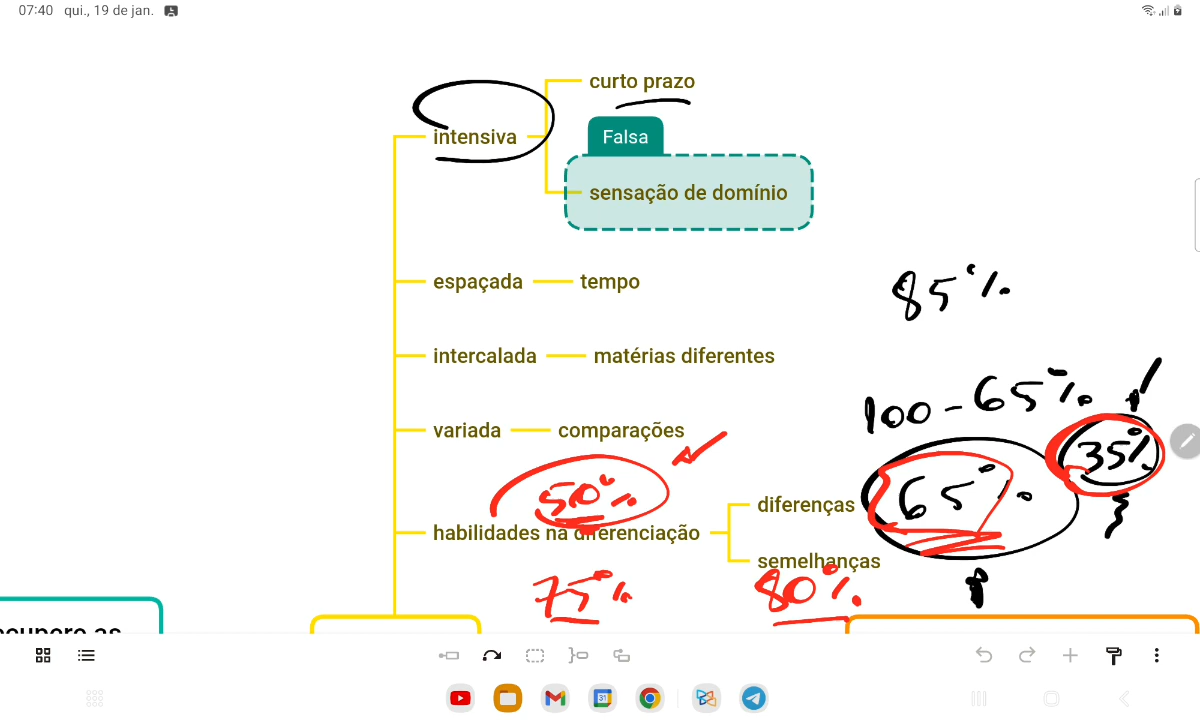 07:40 qui., 19 de jan.
curto prazo
intensiva
Falsa
sensação de domínio
espaçada
tempo
85%
intercalada
matérias diferentes
100-65%
variada
comparações
35%
50%
65%
diferenças
habilidades na diferenciação
semelhanças
75%
80%
31